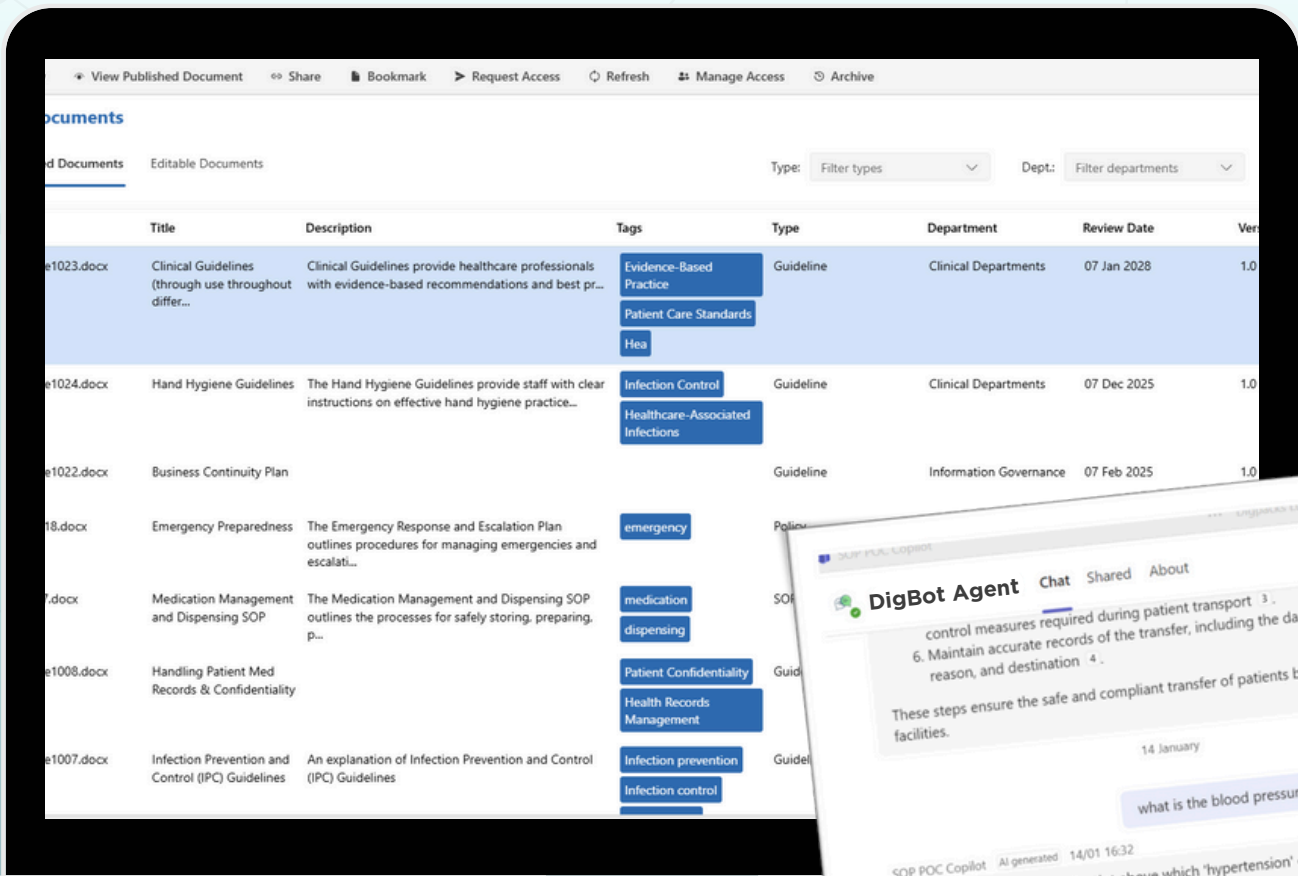 View Published Document Share Bookmark Request Access Refresh Manage Access Archive
ocuments
d Documents Editable Documents Type: Filter types Dept.: Filter departments
Title Description Tags Type Department Review Date Ver
e1023.docx Clinical Guidelines Clinical Guidelines provide healthcare professionals Evidence-Based Guideline Clinical Departments 07 Jan 2028 1.0
(through use throughout with evidence-based recommendations and best pr... Practice
differ...
Patient Care Standards
Hea
e1024.docx Hand Hygiene Guidelines The Hand Hygiene Guidelines provide staff with clear Infection Control Guideline Clinical Departments 07 Dec 2025 1.0
instructions on effective hand hygiene practice...
Healthcare-Associated
Infections
e1022.docx Business Continuity Plan Guideline Information Governance 07 Feb 2025 1.0
18.docx Emergency Preparedness The Emergency Response and Escalation Plan emergency Policy
outlines procedures for managing emergencies and
escalati...
7.docx Medication Management The Medication Management and Dispensing SOP medication SOP
and Dispensing SOP outlines the processes for safely storing, preparing,
p...
dispensing
e1008.docx Handling Patient Med Patient Confidentiality Guid
Records & Confidentiality
Health Records
Management
e1007.docx Infection Prevention and An explanation of Infection Prevention and Control Infection prevention Guidel
Control (IPC) Guidelines (IPC) Guidelines
Infection control
SOP POC Copilot
DigBot Agent Chat Shared About
control measures required during patient transport 3 .
6. Maintain accurate records of the transfer, including the da
reason, and destination 4 .
These steps ensure the safe and compliant transfer of patients b
facilities.
14 January
what is the blood pressur
SOP POC Copilot AI generated 14/01 16:32
above which 'hypertension'